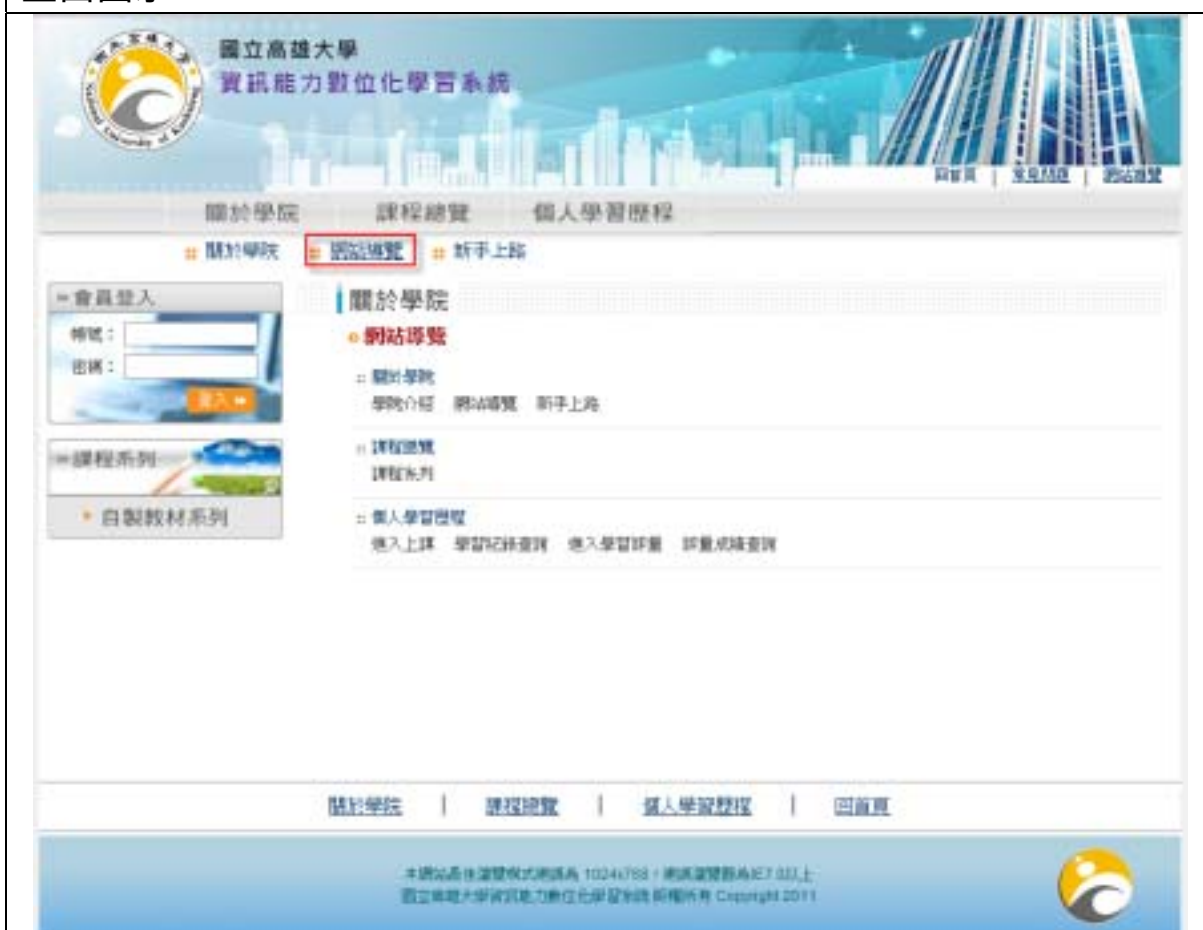 國立高雄大學
資訊能力數位化學習系統
回首頁 | 常見問題 | 網站導覽
關於學院 課程總覽 個人學習歷程
關於學院 網站導覽 新手上路
會員登入
帳號：
密碼：
登入
課程系列
自製教材系列
關於學院
網站導覽
:: 關於學院
學院介紹 網站導覽 新手上路
:: 課程總覽
課程系列
:: 個人學習歷程
進入上課 學習紀錄查詢 進入學習評量 評量成績查詢
關於學院 | 課程總覽 | 個人學習歷程 | 回首頁
本網站最佳瀏覽模式建議為 1024x768，建議瀏覽器為IE7.0以上
國立高雄大學資訊能力數位化學習系統 版權所有 Copyright 2011